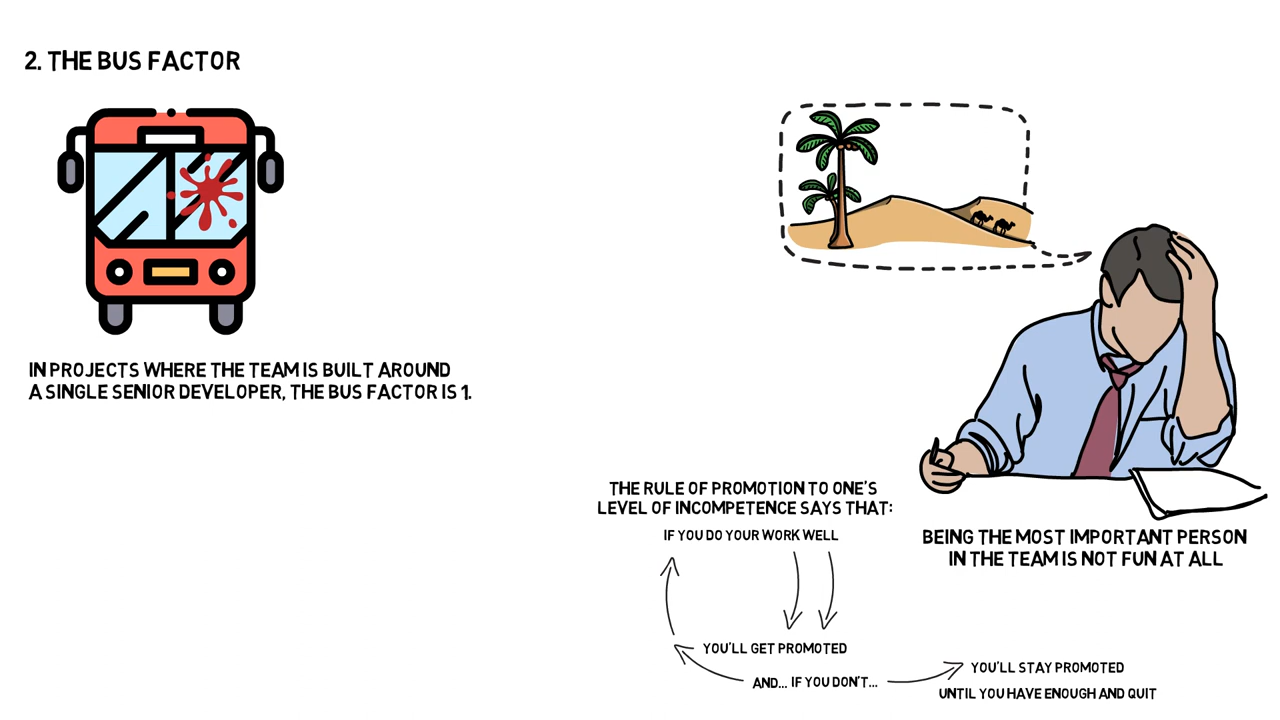 2. THE BUS FACTOR
IN PROJECTS WHERE THE TEAM IS BUILT AROUND
A SINGLE SENIOR DEVELOPER, THE BUS FACTOR IS 1.
THE RULE OF PROMOTION TO ONE'S
LEVEL OF INCOMPETENCE SAYS THAT:
IF YOU DO YOUR WORK WELL
YOU'LL GET PROMOTED
AND... IF YOU DON'T...
YOU'LL STAY PROMOTED
UNTIL YOU HAVE ENOUGH AND QUIT
BEING THE MOST IMPORTANT PERSON
IN THE TEAM IS NOT FUN AT ALL